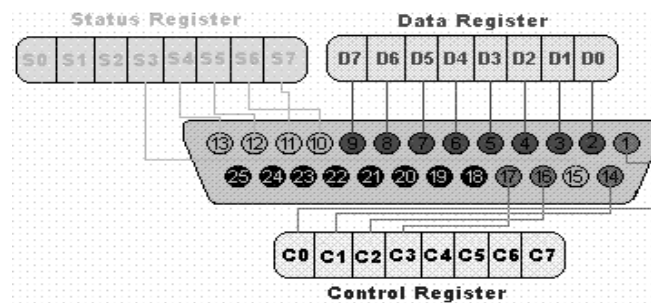 Status Register
Data Register
S0 S1 S2 S3 S4 S5 S6 S7
D7 D6 D5 D4 D3 D2 D1 D0
13 12 11 10 9 8 7 6 5 4 3 2 1
25 24 23 22 21 20 19 18 17 16 15 14
C0 C1 C2 C3 C4 C5 C6 C7
Control Register